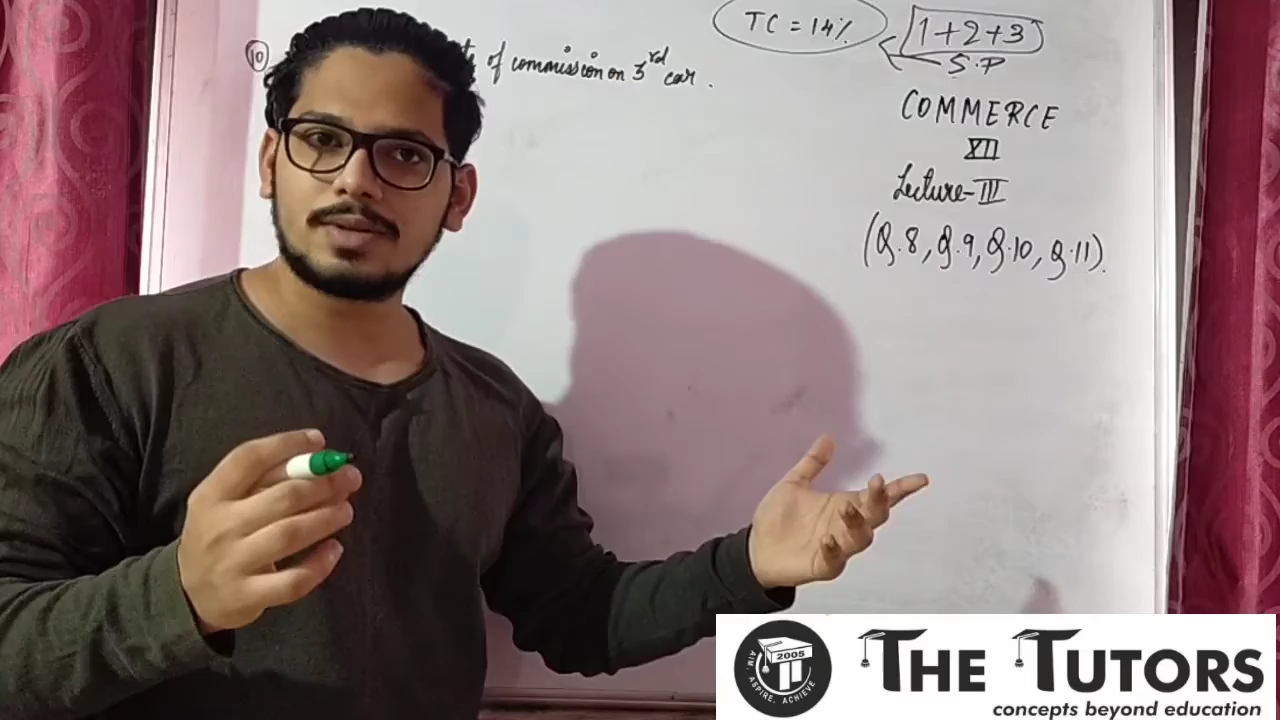 TC = 14%.
1+2+3
S.P
10
of commission on 3rd car.
COMMERCE
XII
Lecture-III
(Q.8, Q.9, Q.10, Q.11).
2005
AIM, ASPIRE, ACHIEVE
THE TUTORS
concepts beyond education